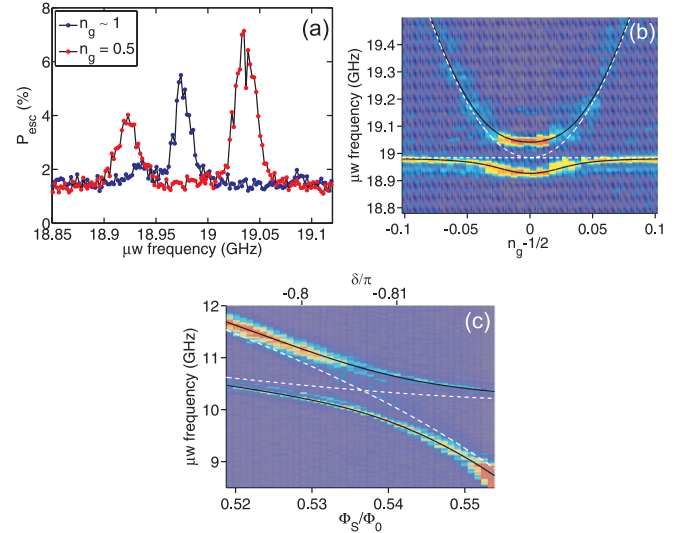 (a)
n_g ~ 1
n_g = 0.5
P_esc (%)
8
6
4
2
0
18.85 18.9 18.95 19 19.05 19.1
μw frequency (GHz)
(b)
μw frequency (GHz)
19.4
19.3
19.2
19.1
19
18.9
18.8
-0.1 -0.05 0 0.05 0.1
n_g-1/2
δ/π
-0.8 -0.81
(c)
μw frequency (GHz)
12
11
10
9
0.52 0.53 0.54 0.55
Φ_S/Φ_0